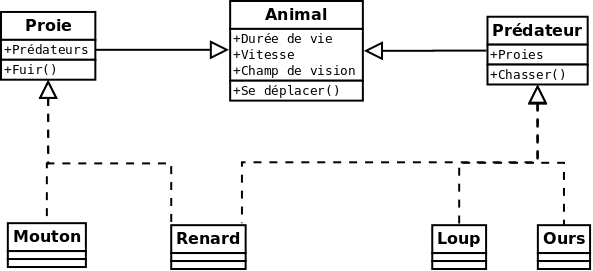 Proie
+Prédateurs
+Fuir()
Animal
+Durée de vie
+Vitesse
+Champ de vision
+Se déplacer()
Prédateur
+Proies
+Chasser()
Mouton
Renard
Loup
Ours